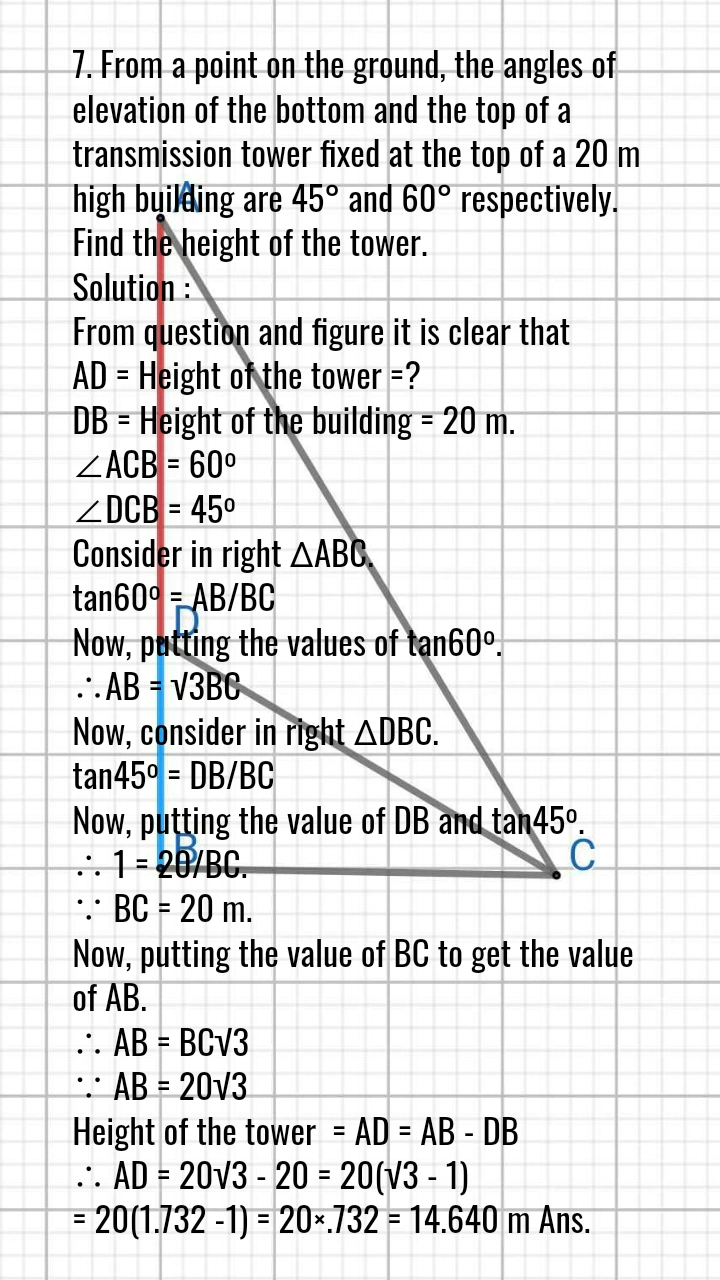 7. From a point on the ground, the angles of
elevation of the bottom and the top of a
transmission tower fixed at the top of a 20 m
high building are 45° and 60° respectively.
A
Find the height of the tower.
Solution :
From question and figure it is clear that
AD = Height of the tower =?
DB = Height of the building = 20 m.
∠ACB = 60º
∠DCB = 45º
Consider in right ΔABC.
tan60º = AB/BC
D
Now, putting the values of tan60º.
∴AB = √3BC
Now, consider in right ΔDBC.
tan45º = DB/BC
Now, putting the value of DB and tan45º.
B
C
∴ 1 = 20/BC.
∵ BC = 20 m.
Now, putting the value of BC to get the value
of AB.
∴ AB = BC√3
∵ AB = 20√3
Height of the tower = AD = AB - DB
∴ AD = 20√3 - 20 = 20(√3 - 1)
= 20(1.732 -1) = 20×.732 = 14.640 m Ans.